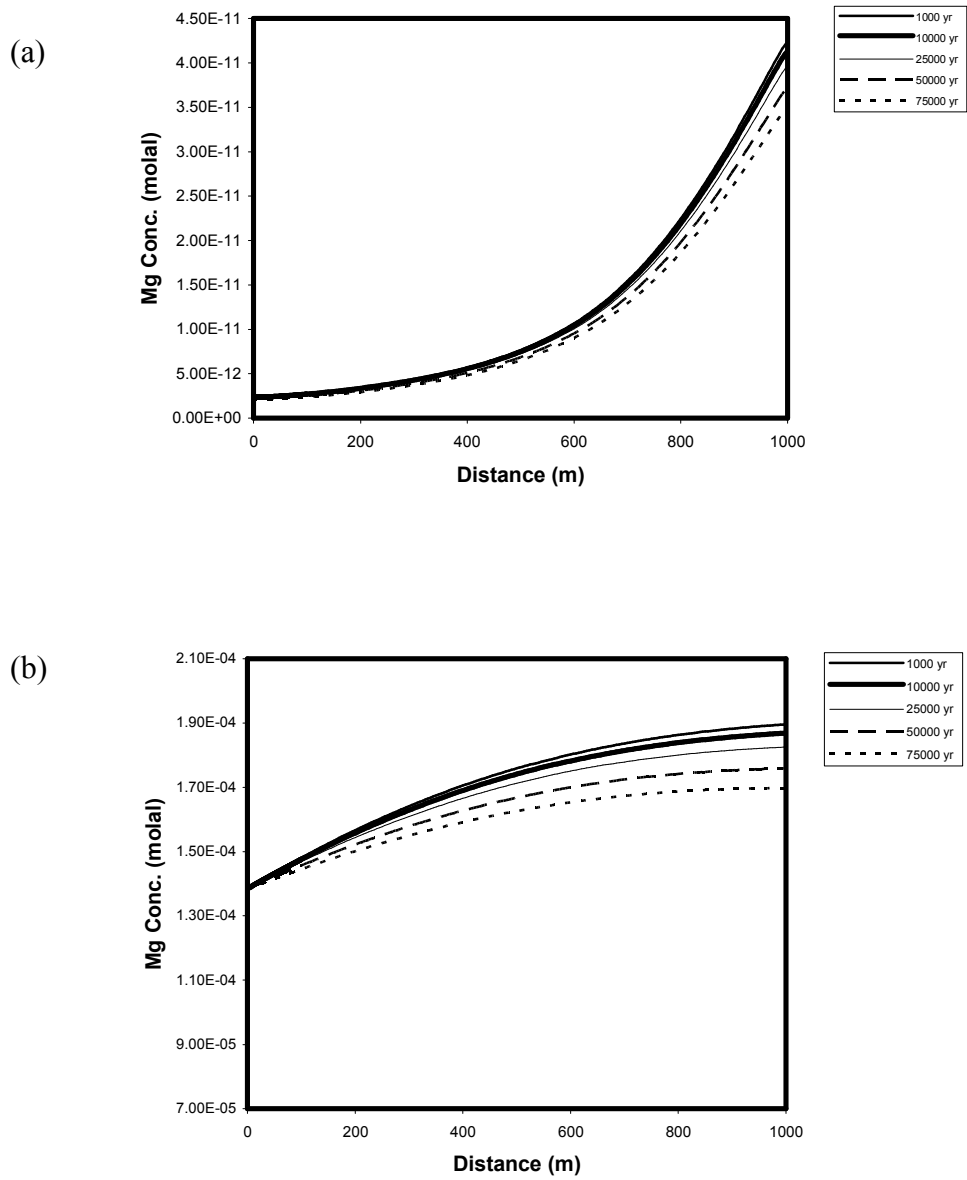 (a)
4.50E-11
4.00E-11
3.50E-11
3.00E-11
2.50E-11
2.00E-11
1.50E-11
1.00E-11
5.00E-12
0.00E+00
Mg Conc. (molal)
0 200 400 600 800 1000
Distance (m)
1000 yr
10000 yr
25000 yr
50000 yr
75000 yr
(b)
2.10E-04
1.90E-04
1.70E-04
1.50E-04
1.30E-04
1.10E-04
9.00E-05
7.00E-05
Mg Conc. (molal)
0 200 400 600 800 1000
Distance (m)
1000 yr
10000 yr
25000 yr
50000 yr
75000 yr